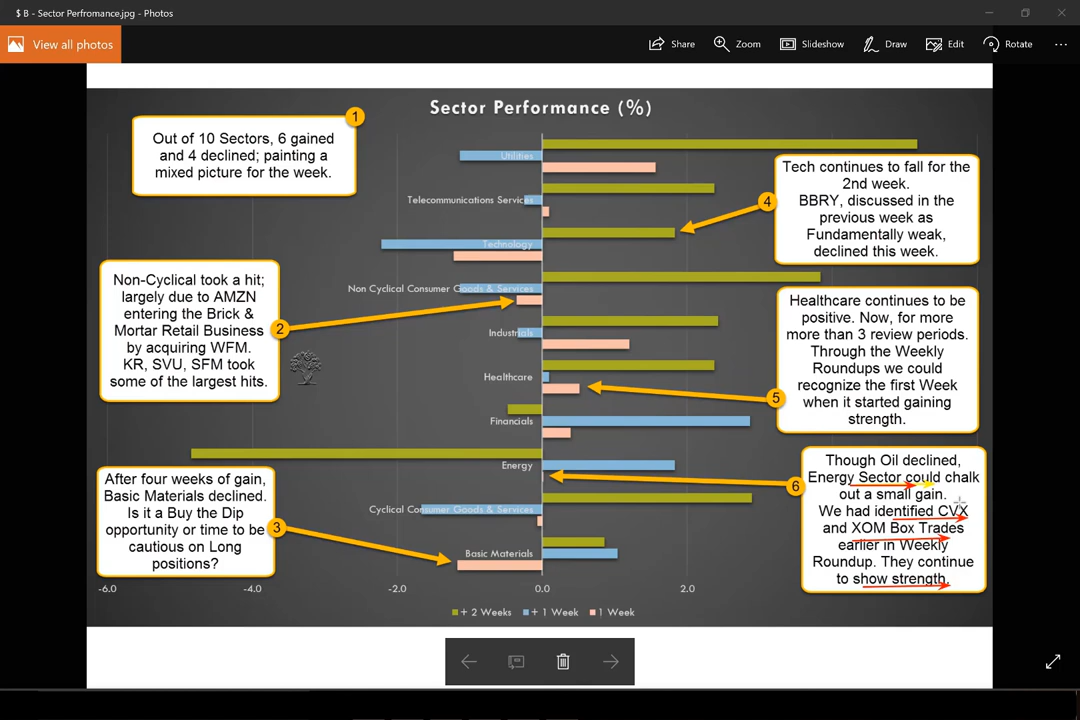 $ B - Sector Perfromance.jpg - Photos
View all photos
Share
Zoom
Slideshow
Draw
Edit
Rotate
Sector Performance (%)
1
Out of 10 Sectors, 6 gained
and 4 declined; painting a
mixed picture for the week.
Non-Cyclical took a hit;
largely due to AMZN
entering the Brick &
Mortar Retail Business
by acquiring WFM.
KR, SVU, SFM took
some of the largest hits.
2
After four weeks of gain,
Basic Materials declined.
Is it a Buy the Dip
opportunity or time to be
cautious on Long
positions?
3
Utilities
Telecommunications Services
Technology
Non Cyclical Consumer Goods & Services
Industrials
Healthcare
Financials
Energy
Cyclical Consumer Goods & Services
Basic Materials
4
Tech continues to fall for the
2nd week.
BBRY, discussed in the
previous week as
Fundamentally weak,
declined this week.
Healthcare continues to be
positive. Now, for more
more than 3 review periods.
Through the Weekly
Roundups we could
recognize the first Week
when it started gaining
strength.
5
Though Oil declined,
Energy Sector could chalk
out a small gain.
We had identified CVX
and XOM Box Trades
earlier in Weekly
Roundup. They continue
to show strength.
6
-6.0
-4.0
-2.0
0.0
2.0
+ 2 Weeks
+ 1 Week
1 Week